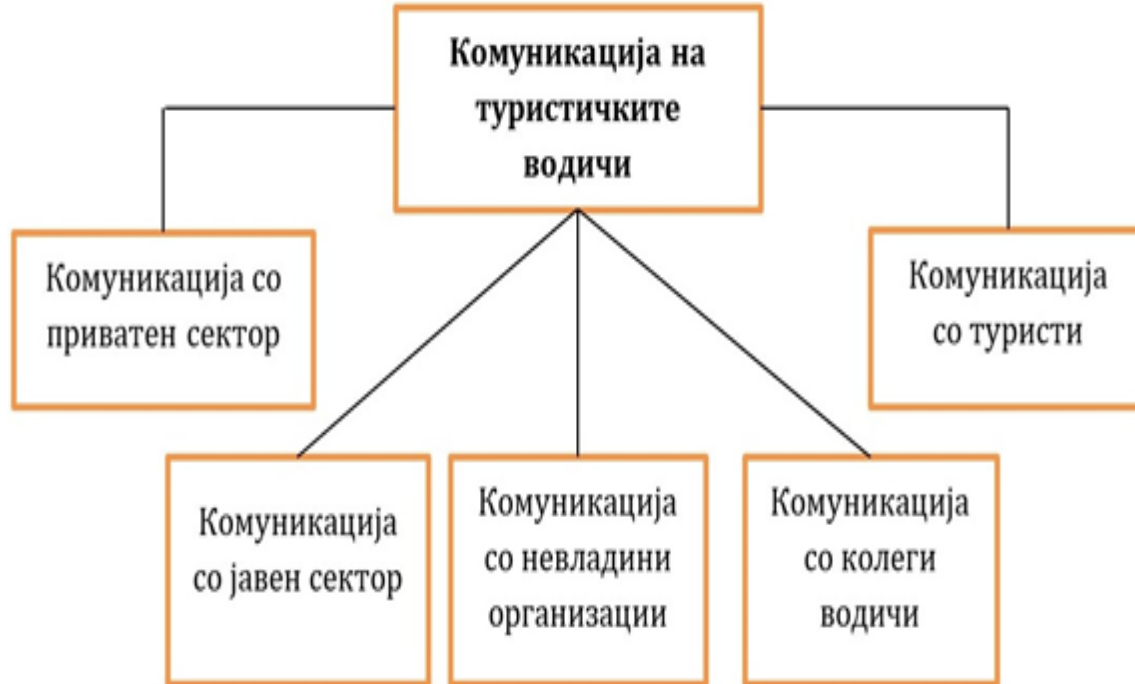 Комуникација на
туристичките
водичи
Комуникација со
приватен сектор
Комуникација
со туристи
Комуникација
со јавен сектор
Комуникација
со невладини
организации
Комуникација
со колеги
водичи